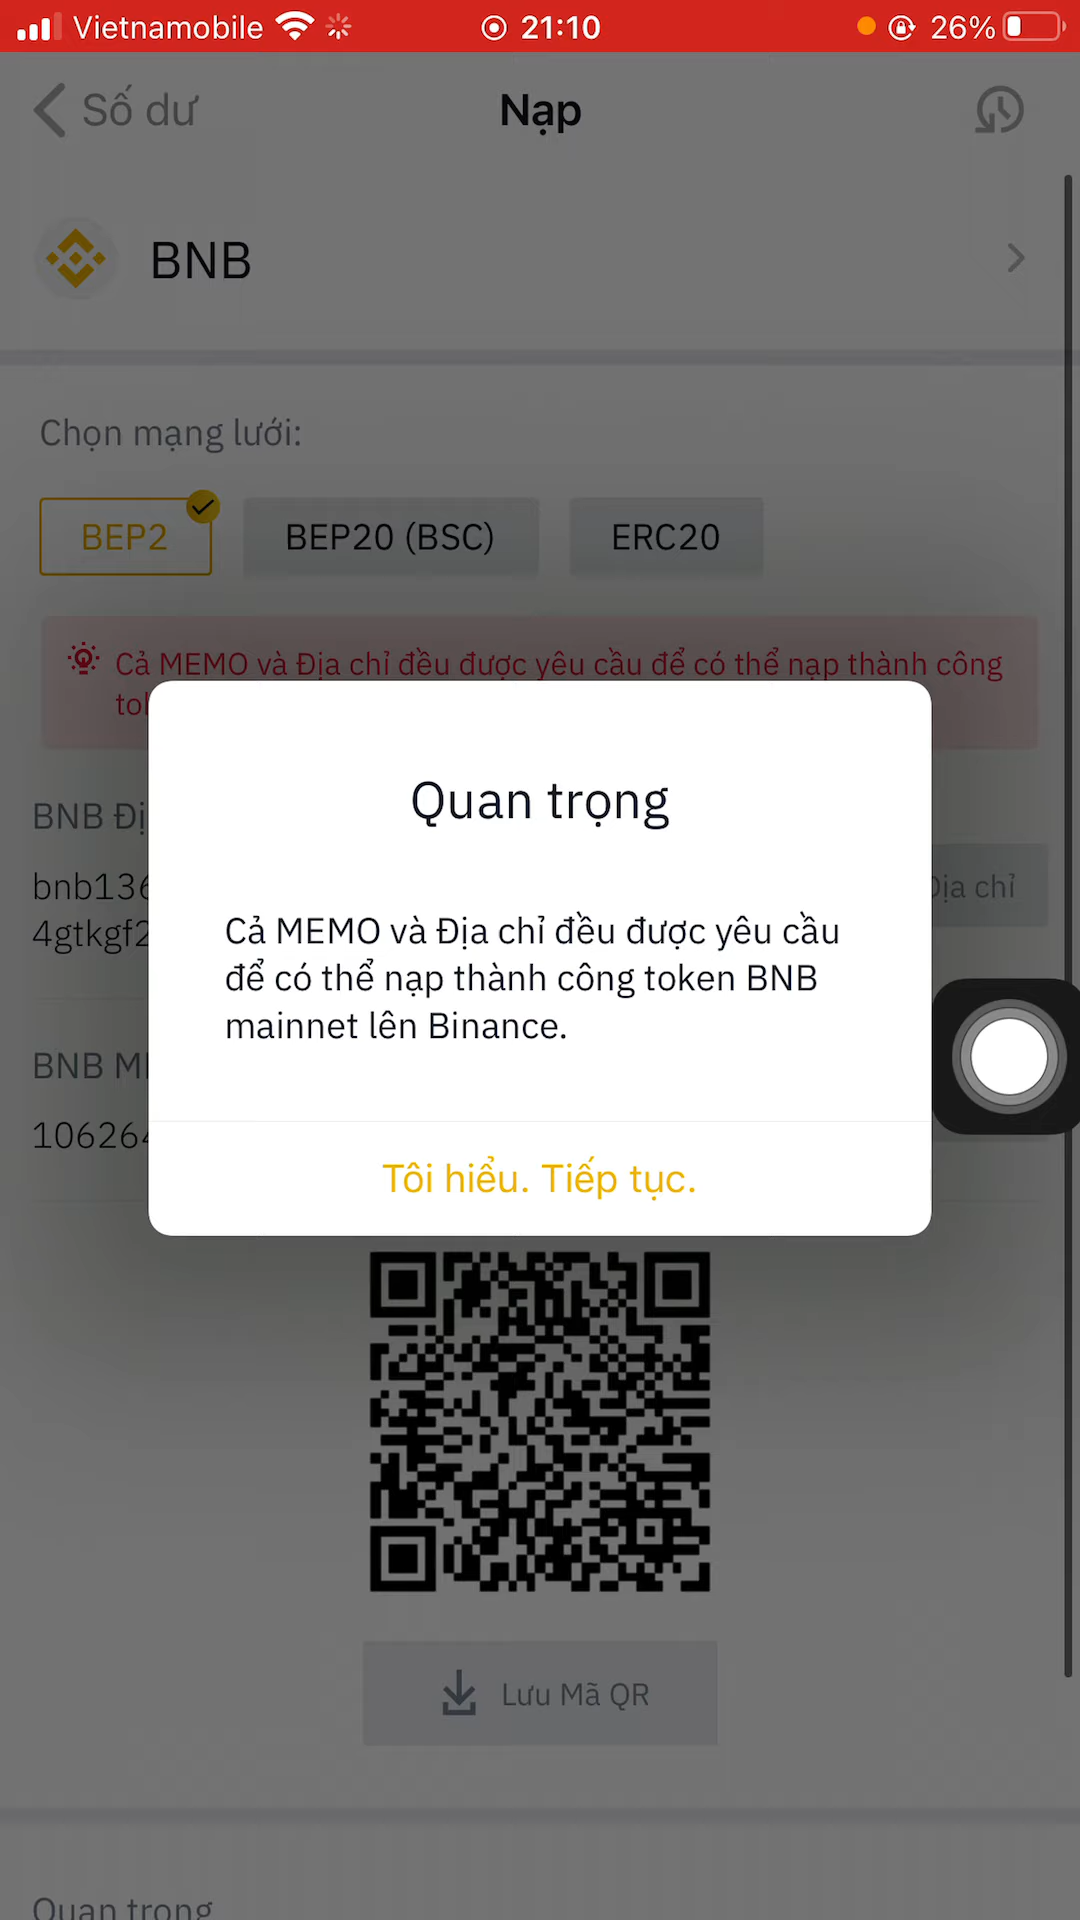 Vietnamobile 21:10 26%
Số dư Nạp
BNB
Chọn mạng lưới:
BEP2 BEP20 (BSC) ERC20
Cả MEMO và Địa chỉ đều được yêu cầu để có thể nạp thành công
BNB
bnb136
Địa chỉ
4gtkgf2
BNB
10626
Quan trọng
Cả MEMO và Địa chỉ đều được yêu cầu
để có thể nạp thành công token BNB
mainnet lên Binance.
Tôi hiểu. Tiếp tục.
Lưu Mã QR
Quan trọng